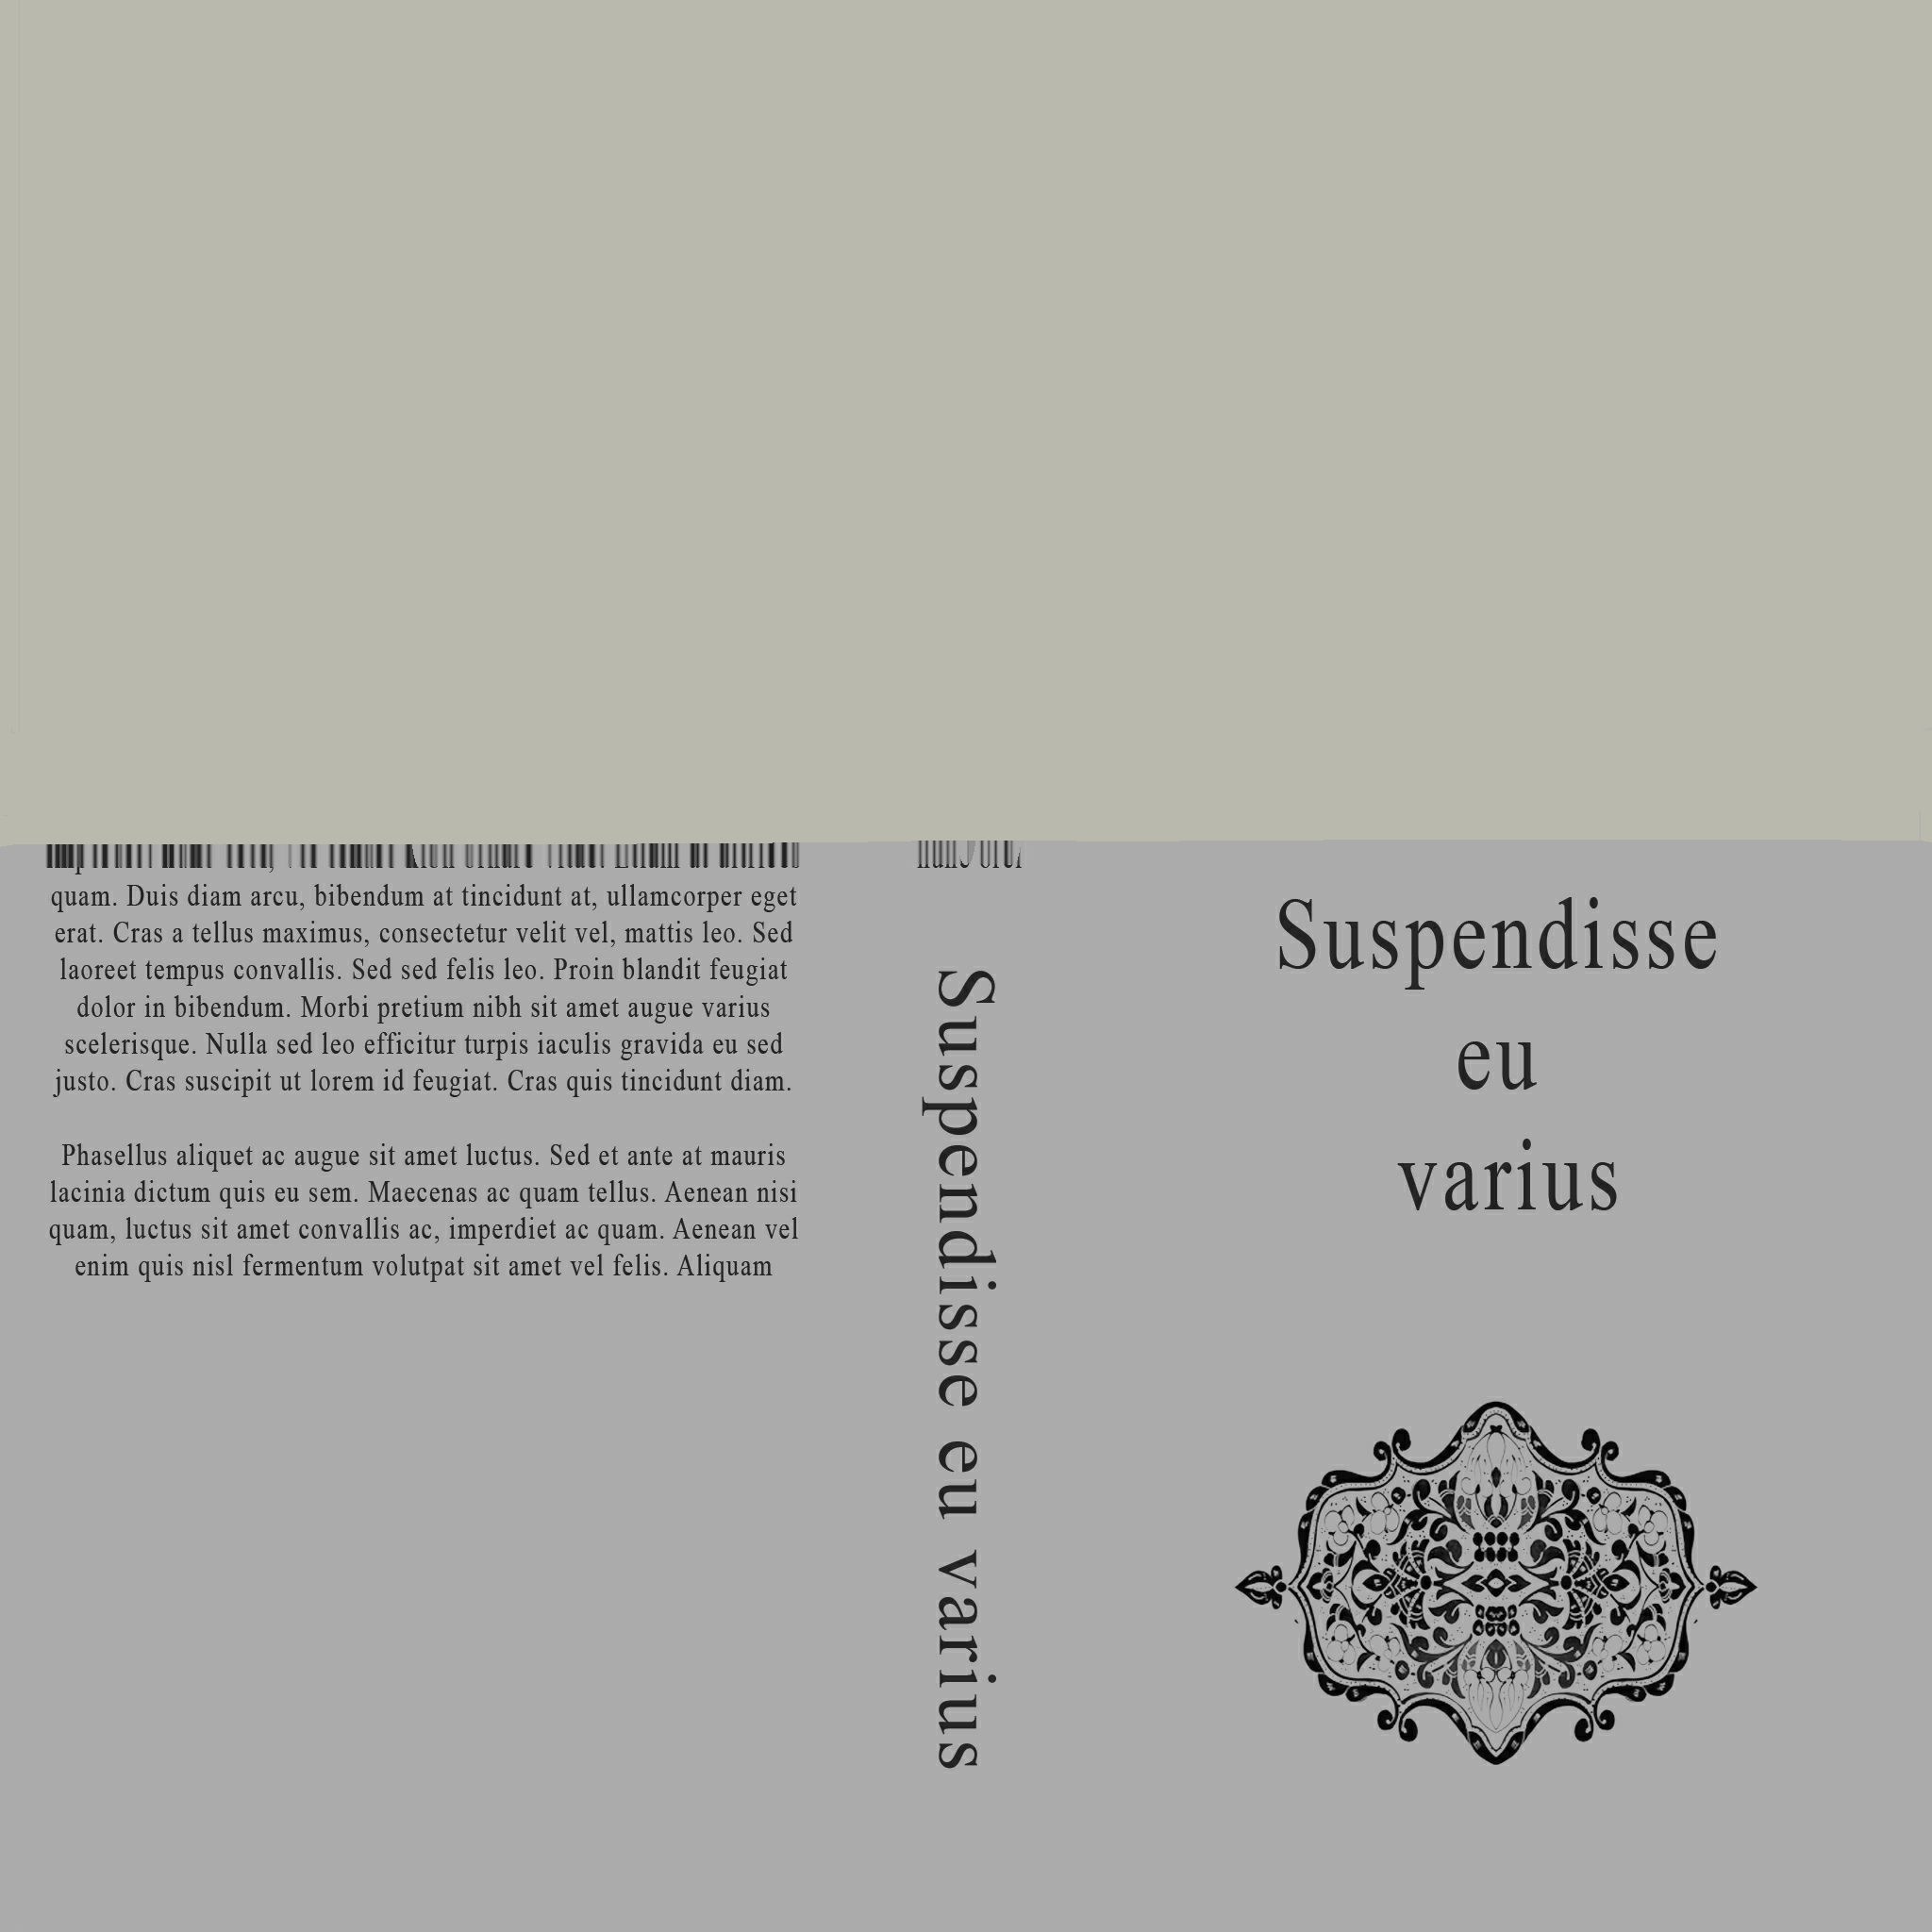 quam. Duis diam arcu, bibendum at tincidunt at, ullamcorper eget
erat. Cras a tellus maximus, consectetur velit vel, mattis leo. Sed
laoreet tempus convallis. Sed sed felis leo. Proin blandit feugiat
dolor in bibendum. Morbi pretium nibh sit amet augue varius
scelerisque. Nulla sed leo efficitur turpis iaculis gravida eu sed
justo. Cras suscipit ut lorem id feugiat. Cras quis tincidunt diam.
Phasellus aliquet ac augue sit amet luctus. Sed et ante at mauris
lacinia dictum quis eu sem. Maecenas ac quam tellus. Aenean nisi
quam, luctus sit amet convallis ac, imperdiet ac quam. Aenean vel
enim quis nisl fermentum volutpat sit amet vel felis. Aliquam
Suspendisse eu varius
Suspendisse
eu
varius